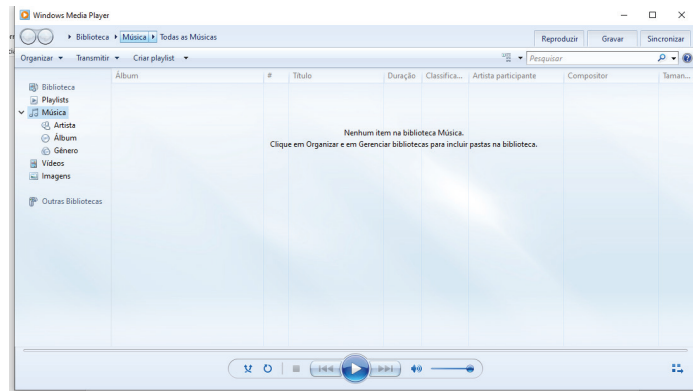 Windows Media Player
Biblioteca Música Todas as Músicas
Reproduzir Gravar Sincronizar
Organizar Transmitir Criar playlist
Pesquisar
Álbum # Título Duração Classifica... Artista participante Compositor Taman...
Biblioteca
Playlists
Música
Artista
Álbum
Gênero
Vídeos
Imagens
Outras Bibliotecas
Nenhum item na biblioteca Música.
Clique em Organizar e em Gerenciar bibliotecas para incluir pastas na biblioteca.